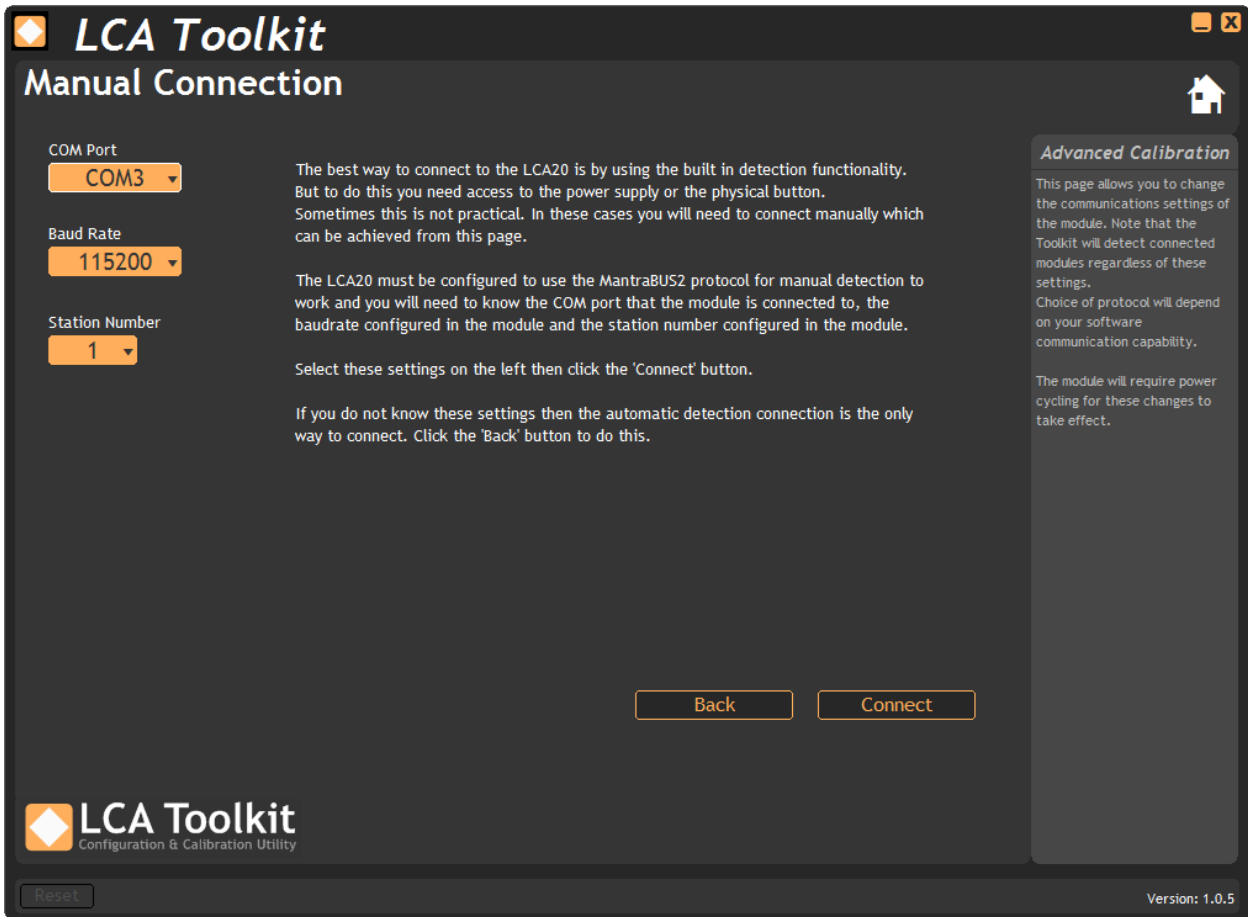 LCA Toolkit
X
Manual Connection
COM Port
COM3
Baud Rate
115200
Station Number
1
The best way to connect to the LCA20 is by using the built in detection functionality.
But to do this you need access to the power supply or the physical button.
Sometimes this is not practical. In these cases you will need to connect manually which
can be achieved from this page.
The LCA20 must be configured to use the MantraBUS2 protocol for manual detection to
work and you will need to know the COM port that the module is connected to, the
baudrate configured in the module and the station number configured in the module.
Select these settings on the left then click the 'Connect' button.
If you do not know these settings then the automatic detection connection is the only
way to connect. Click the 'Back' button to do this.
Back
Connect
Advanced Calibration
This page allows you to change
the communications settings of
the module. Note that the
Toolkit will detect connected
modules regardless of these
settings.
Choice of protocol will depend
on your software
communication capability.
The module will require power
cycling for these changes to
take effect.
LCA Toolkit
Configuration & Calibration Utility
Reset
Version: 1.0.5